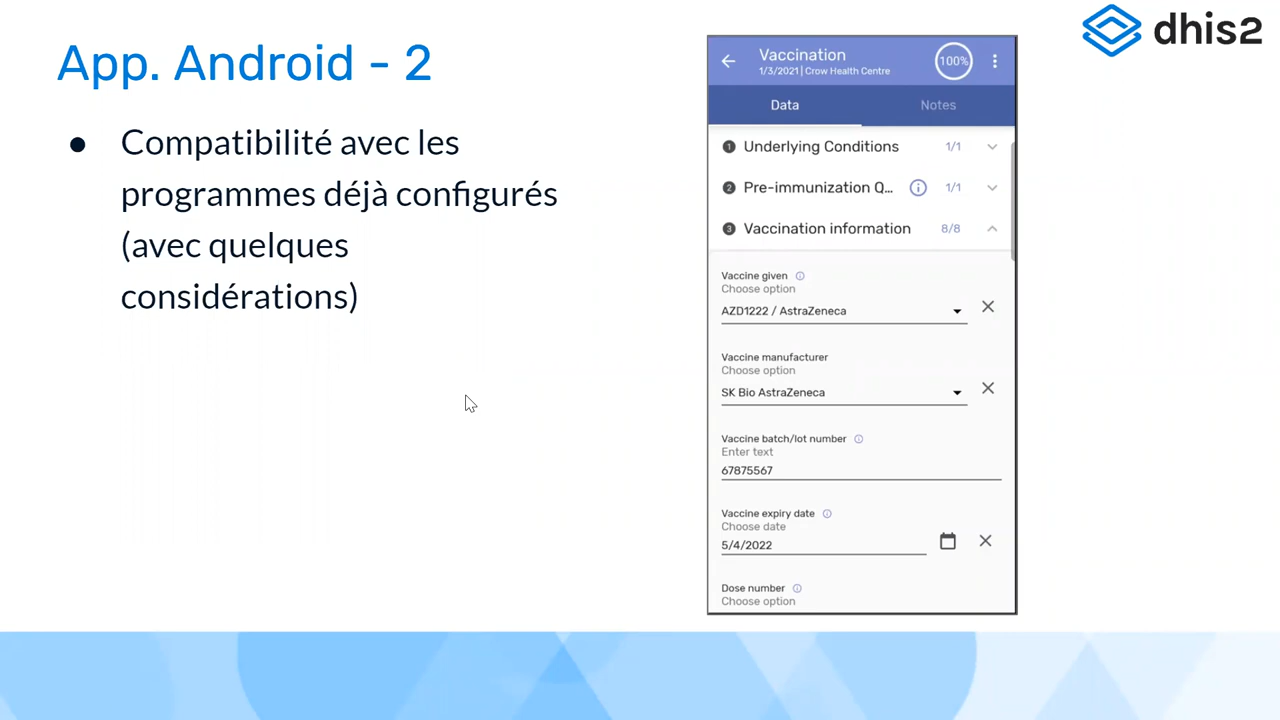 App. Android - 2
dhis2
● Compatibilité avec les
programmes déjà configurés
(avec quelques
considérations)
Vaccination
1/3/2021 | Crow Health Centre
100%
Data
Notes
1 Underlying Conditions 1/1
2 Pre-immunization Q... 1/1
3 Vaccination information 8/8
Vaccine given
Choose option
AZD1222 / AstraZeneca
Vaccine manufacturer
Choose option
SK Bio AstraZeneca
Vaccine batch/lot number
Enter text
67875567
Vaccine expiry date
Choose date
5/4/2022
Dose number
Choose option